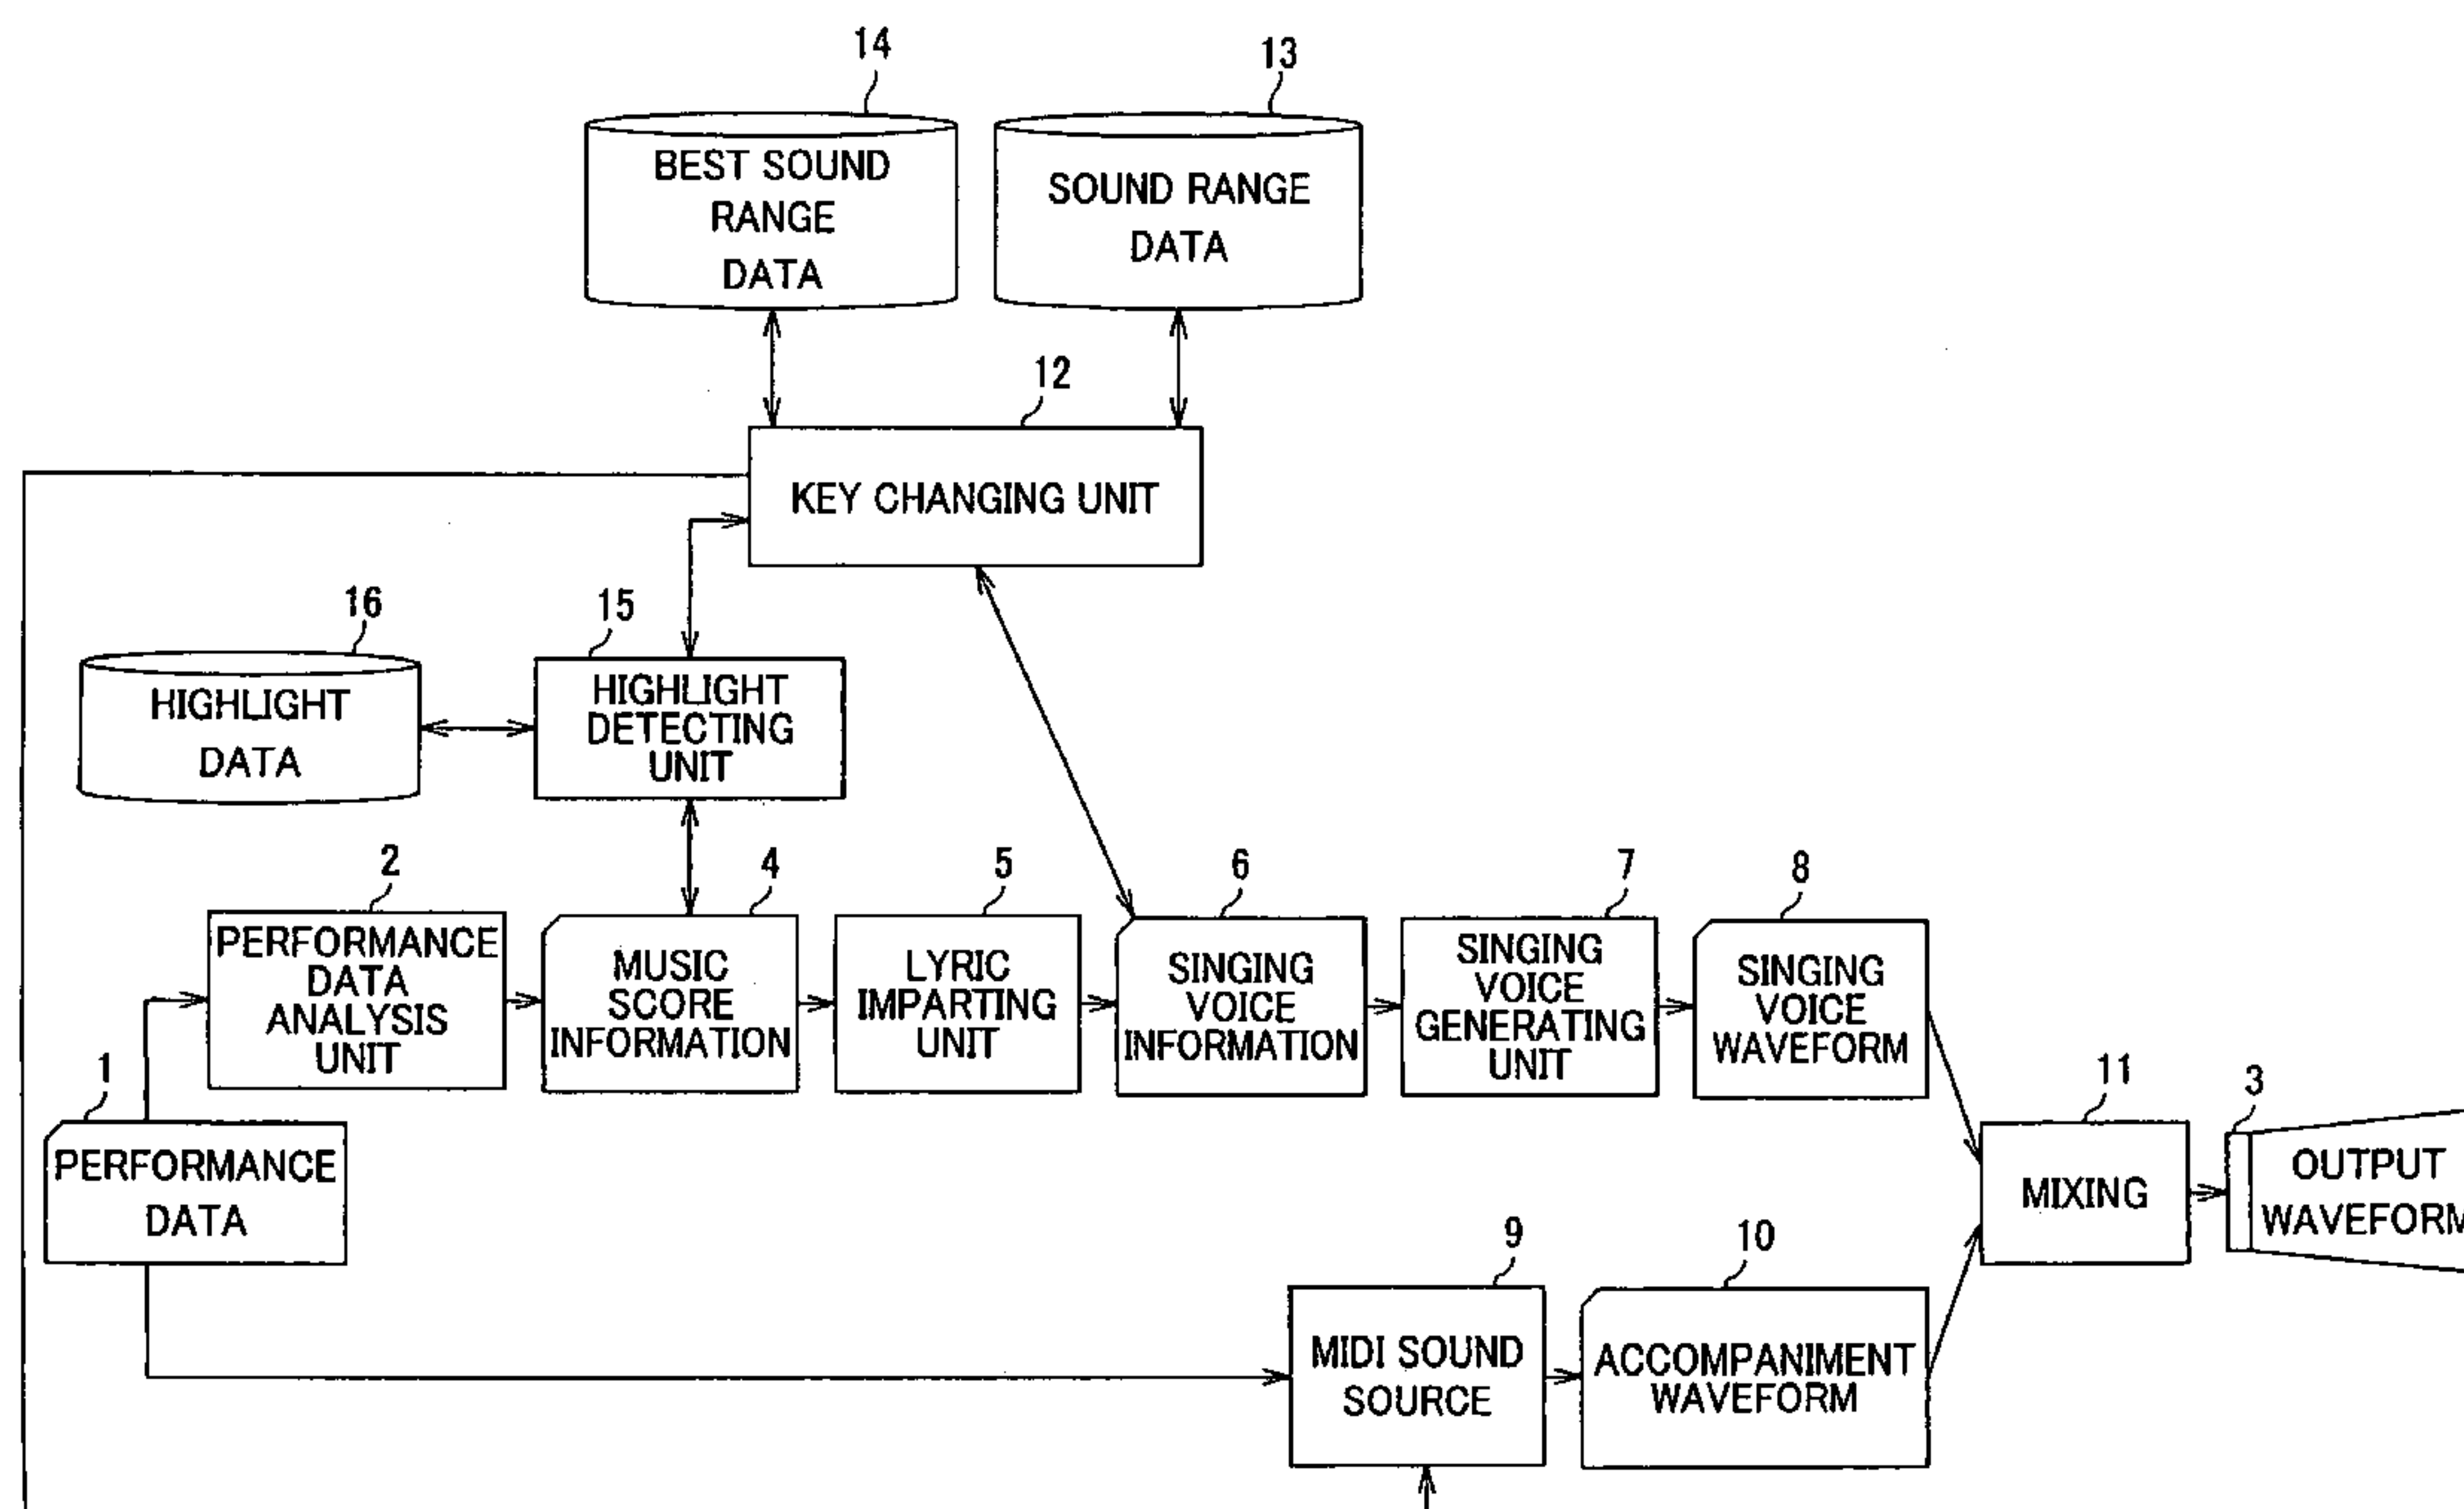 14
13
BEST SOUND
RANGE
DATA
SOUND RANGE
DATA
12
KEY CHANGING UNIT
16
15
HIGHLIGHT
DATA
HIGHLIGHT
DETECTING
UNIT
2
4
5
6
7
8
PERFORMANCE
DATA
ANALYSIS
UNIT
MUSIC
SCORE
INFORMATION
LYRIC
IMPARTING
UNIT
SINGING
VOICE
INFORMATION
SINGING
VOICE
GENERATING
UNIT
SINGING
VOICE
WAVEFORM
1
PERFORMANCE
DATA
11
3
MIXING
OUTPUT
WAVEFORM
9
10
MIDI SOUND
SOURCE
ACCOMPANIMENT
WAVEFORM